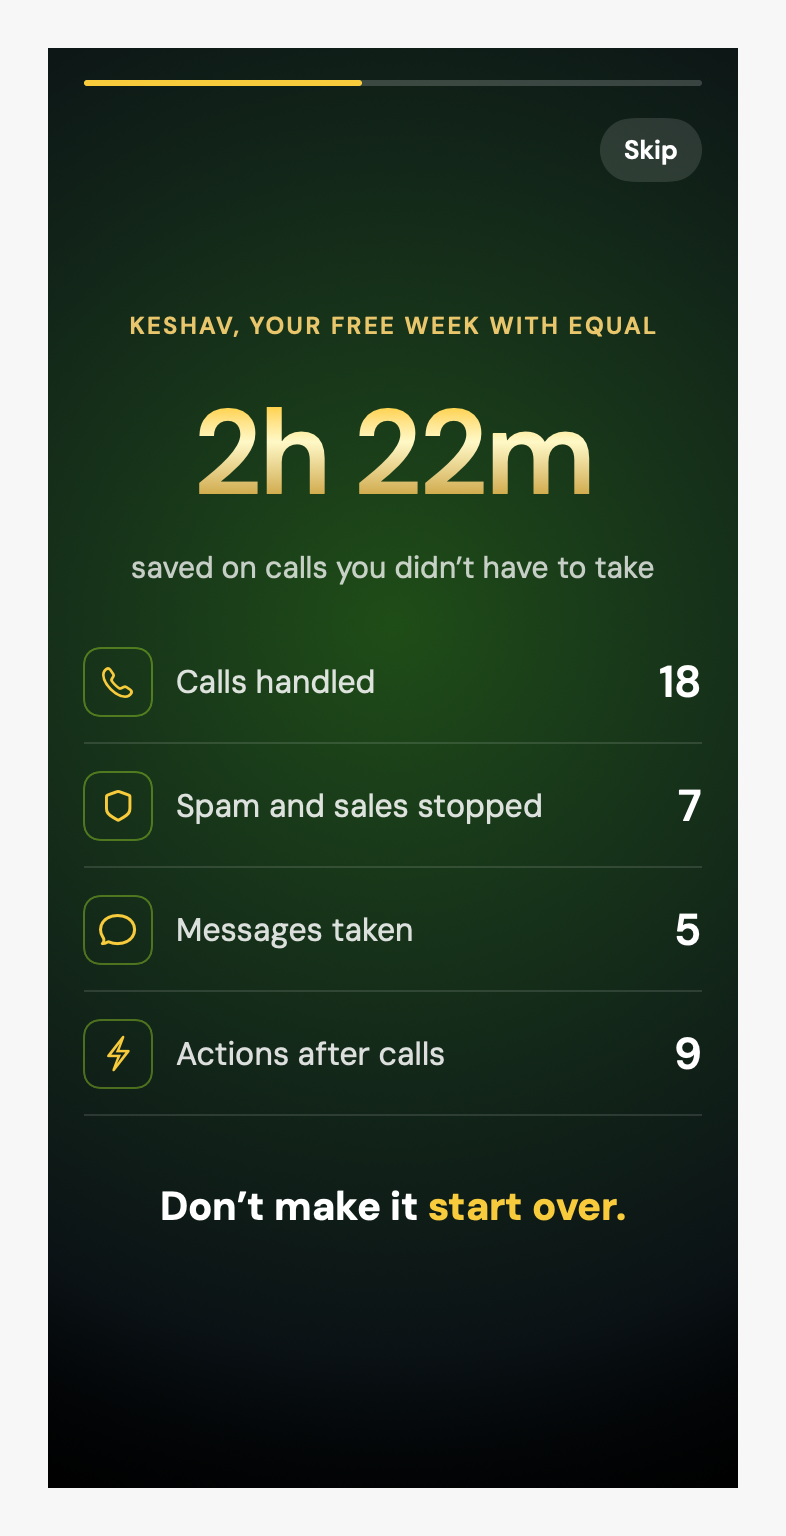 Skip
KESHAV, YOUR FREE WEEK WITH EQUAL
2h 22m
saved on calls you didn’t have to take
Calls handled 18
Spam and sales stopped 7
Messages taken 5
Actions after calls 9
Don’t make it start over.